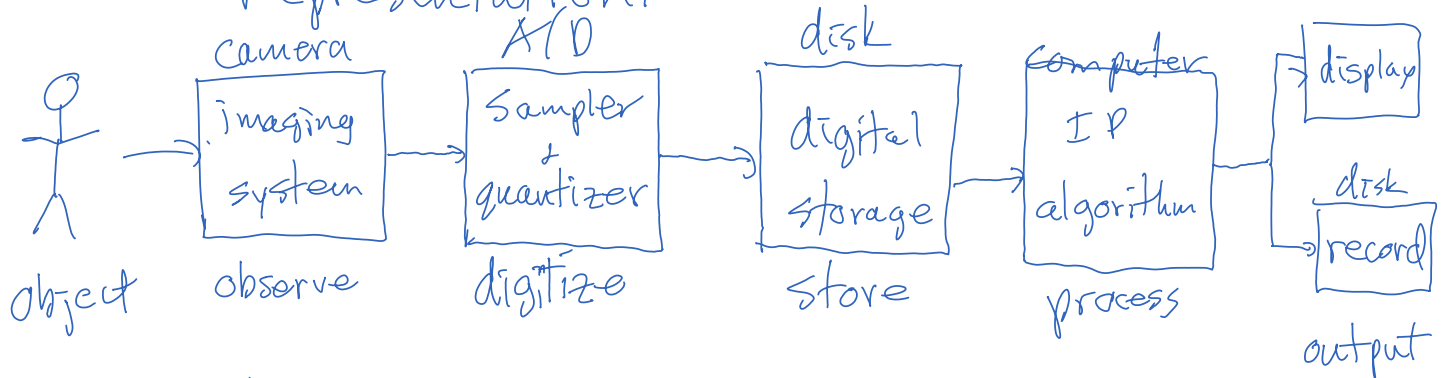 representation.
camera
A/D
disk
computer
imaging
system
sampler
&
quantizer
digital
storage
IP
algorithm
display
disk
record
object
observe
digitize
store
process
output